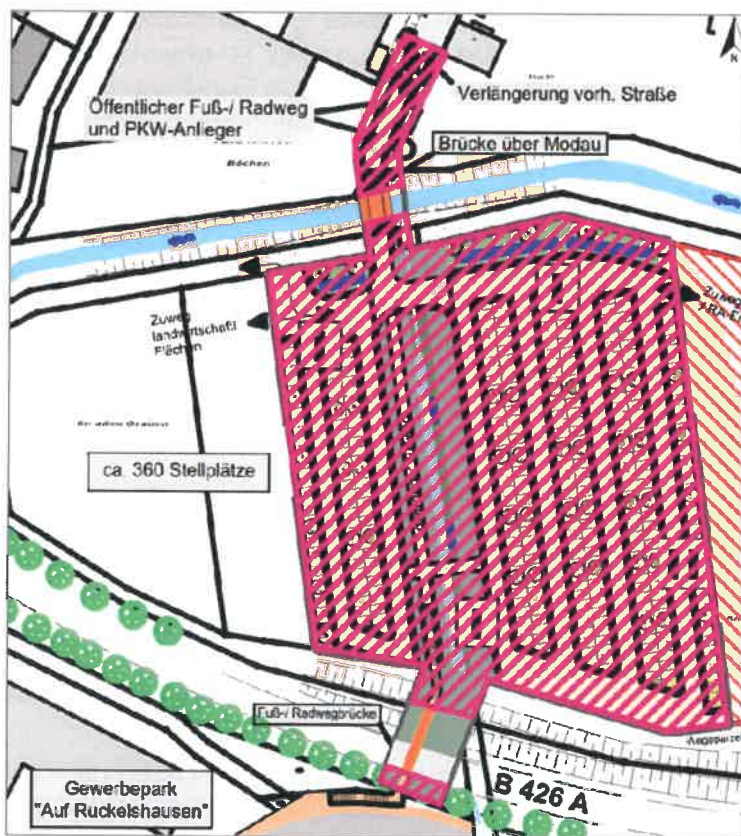 Öffentlicher Fuß-/ Radweg
und PKW-Anlieger
Verlängerung vorh. Straße
Brücke über Modau
N
Zuweg
landwirtschaftl
Flächen
Zuweg
ca. 360 Stellplätze
Fuß-/ Radwegbrücke
B 426 A
Gewerbepark
"Auf Ruckelshausen"